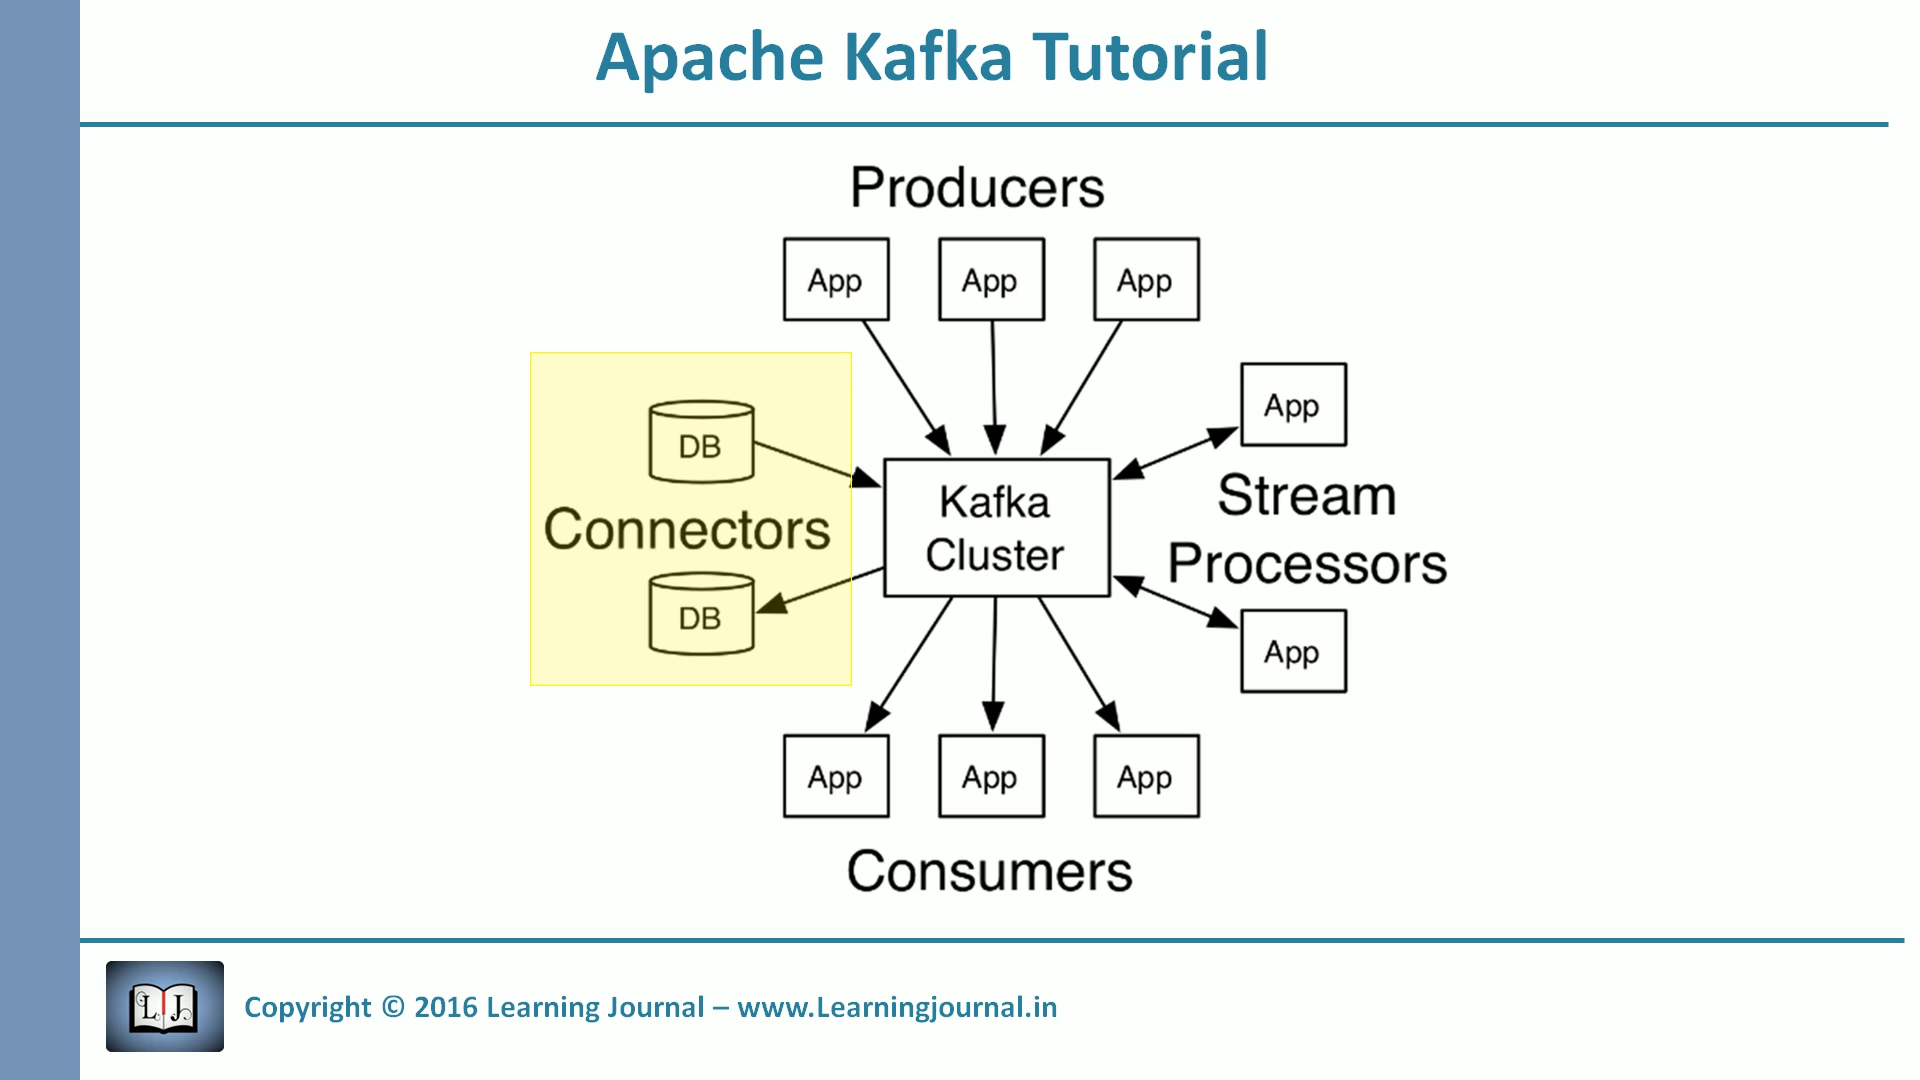 Apache Kafka Tutorial
Producers
App
App
App
DB
App
Connectors
Kafka
Cluster
Stream
Processors
DB
App
App
App
App
Consumers
LJ
Copyright © 2016 Learning Journal – www.Learningjournal.in